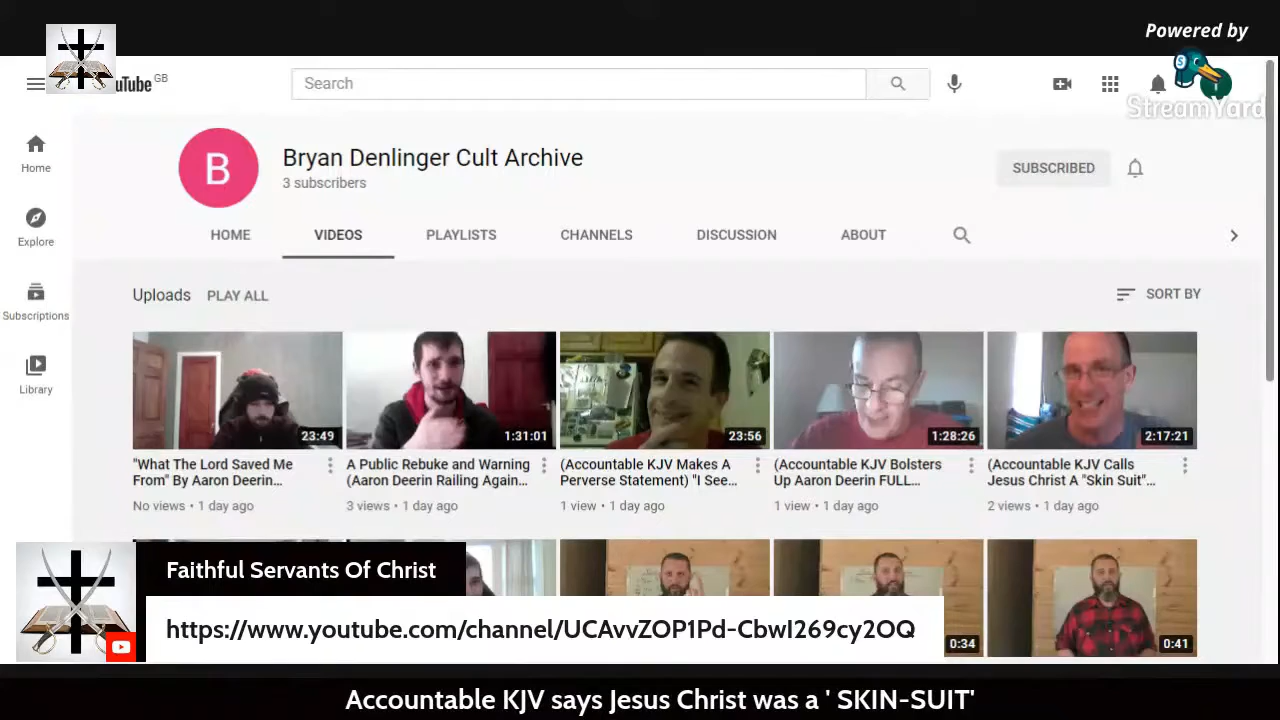 Powered by
StreamYard
uTube GB
Search
Home
Explore
Subscriptions
Library
B
Bryan Denlinger Cult Archive
3 subscribers
SUBSCRIBED
HOME
VIDEOS
PLAYLISTS
CHANNELS
DISCUSSION
ABOUT
Uploads
PLAY ALL
SORT BY
23:49
1:31:01
23:56
1:28:26
2:17:21
"What The Lord Saved Me
From" By Aaron Deerin...
No views • 1 day ago
A Public Rebuke and Warning
(Aaron Deerin Railing Again...
3 views • 1 day ago
(Accountable KJV Makes A
Perverse Statement) "I See...
1 view • 1 day ago
(Accountable KJV Bolsters
Up Aaron Deerin FULL...
1 view • 1 day ago
(Accountable KJV Calls
Jesus Christ A "Skin Suit"...
2 views • 1 day ago
0:34
0:41
Faithful Servants Of Christ
https://www.youtube.com/channel/UCAvvZOP1Pd-CbwI269cy2OQ
Accountable KJV says Jesus Christ was a ' SKIN-SUIT'